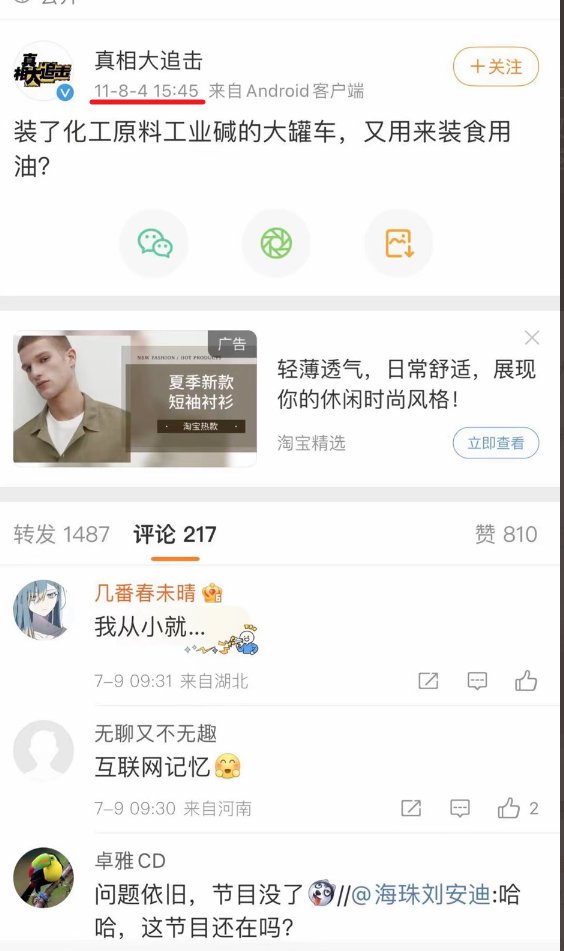 真相大追击
真相大追击
11-8-4 15:45 来自Android客户端
+关注
装了化工原料工业碱的大罐车，又用来装食用
油？
广告
NEW FASHION / HOT PRODUCTS
夏季新款
短袖衬衫
· 淘宝热款 ·
轻薄透气，日常舒适，展现
你的休闲时尚风格！
淘宝精选
立即查看
转发 1487 评论 217 赞 810
几番春未晴
我从小就...
7-9 09:31 来自湖北
无聊又不无趣
互联网记忆
7-9 09:30 来自河南
2
卓雅CD
问题依旧，节目没了//@海珠刘安迪:哈
哈，这节目还在吗？